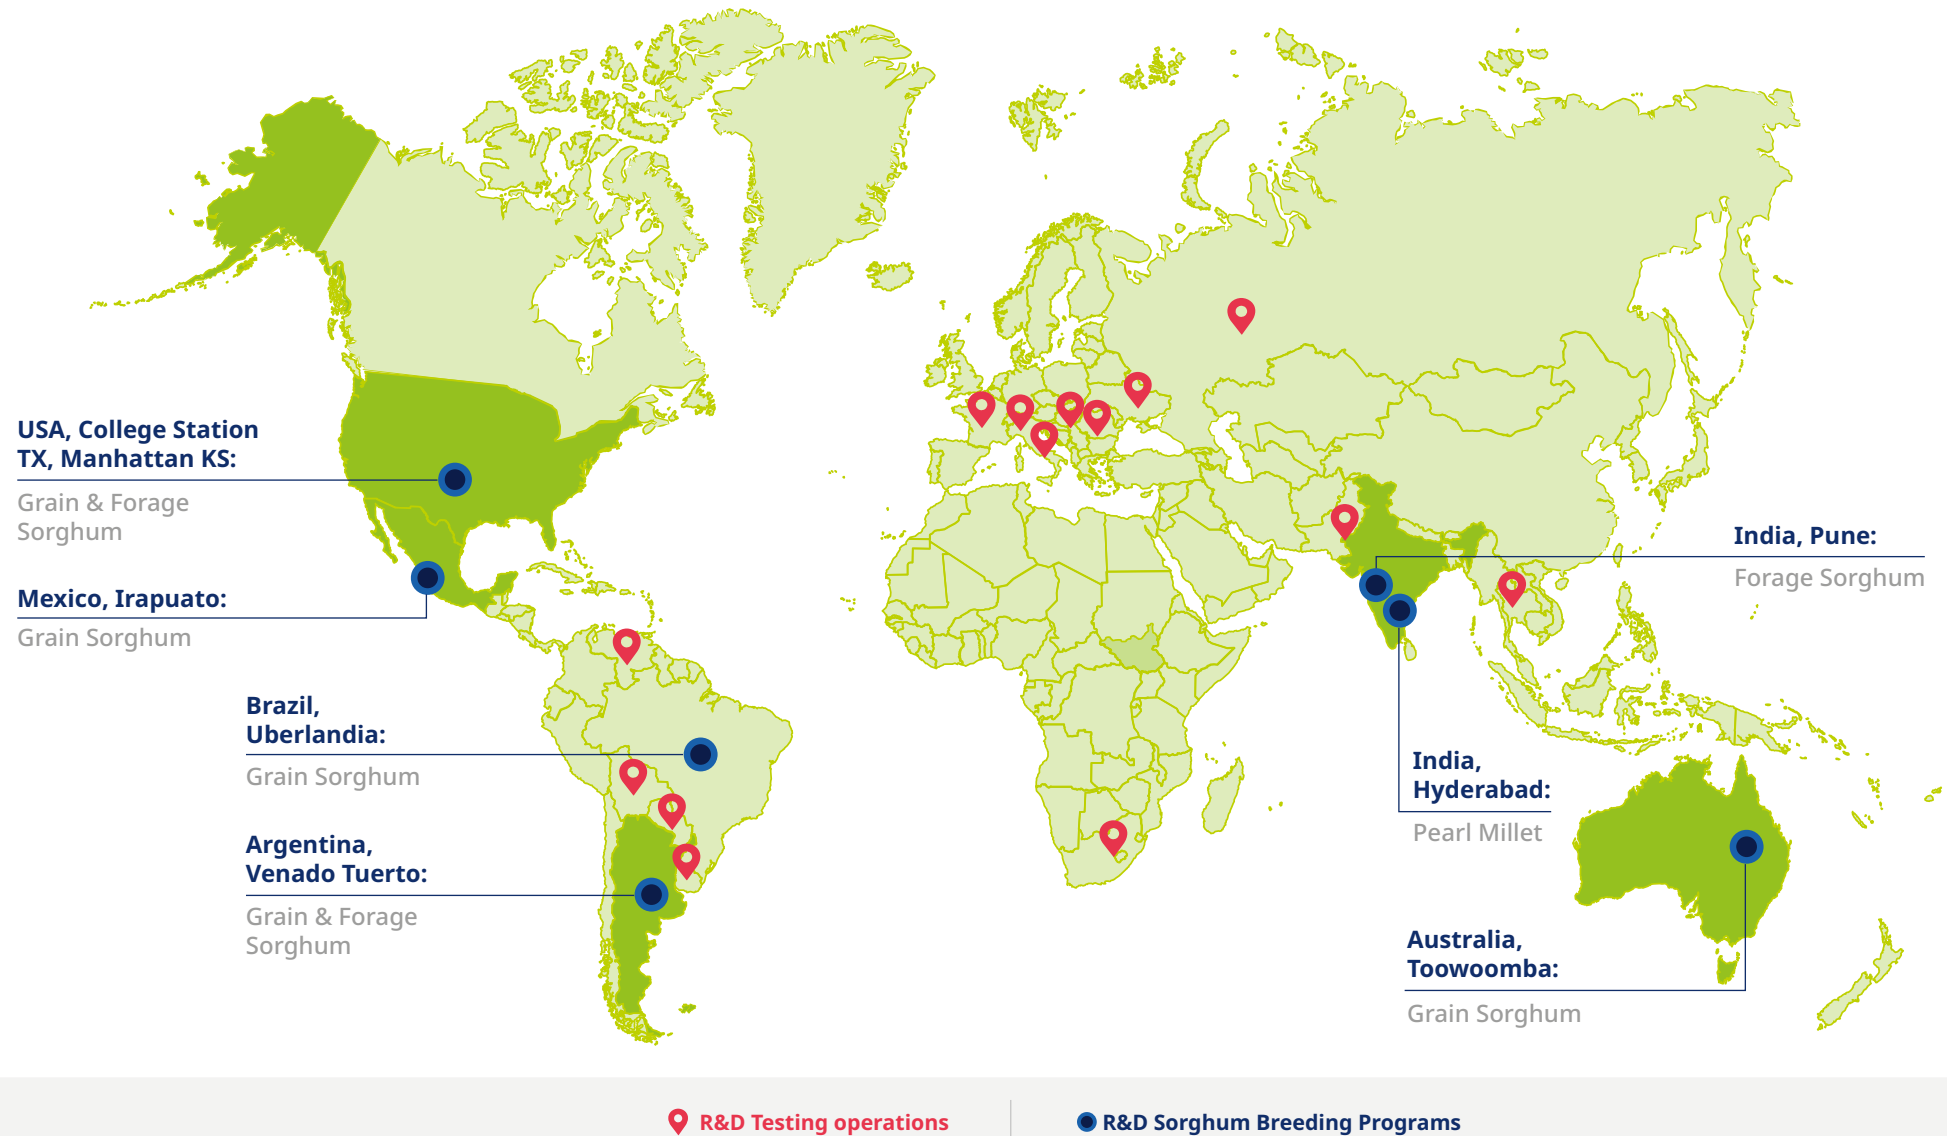 USA, College Station
TX, Manhattan KS:
Grain & Forage
Sorghum
Mexico, Irapuato:
Grain Sorghum
Brazil,
Uberlandia:
Grain Sorghum
Argentina,
Venado Tuerto:
Grain & Forage
Sorghum
India, Pune:
Forage Sorghum
India,
Hyderabad:
Pearl Millet
Australia,
Toowoomba:
Grain Sorghum
R&D Testing operations
R&D Sorghum Breeding Programs